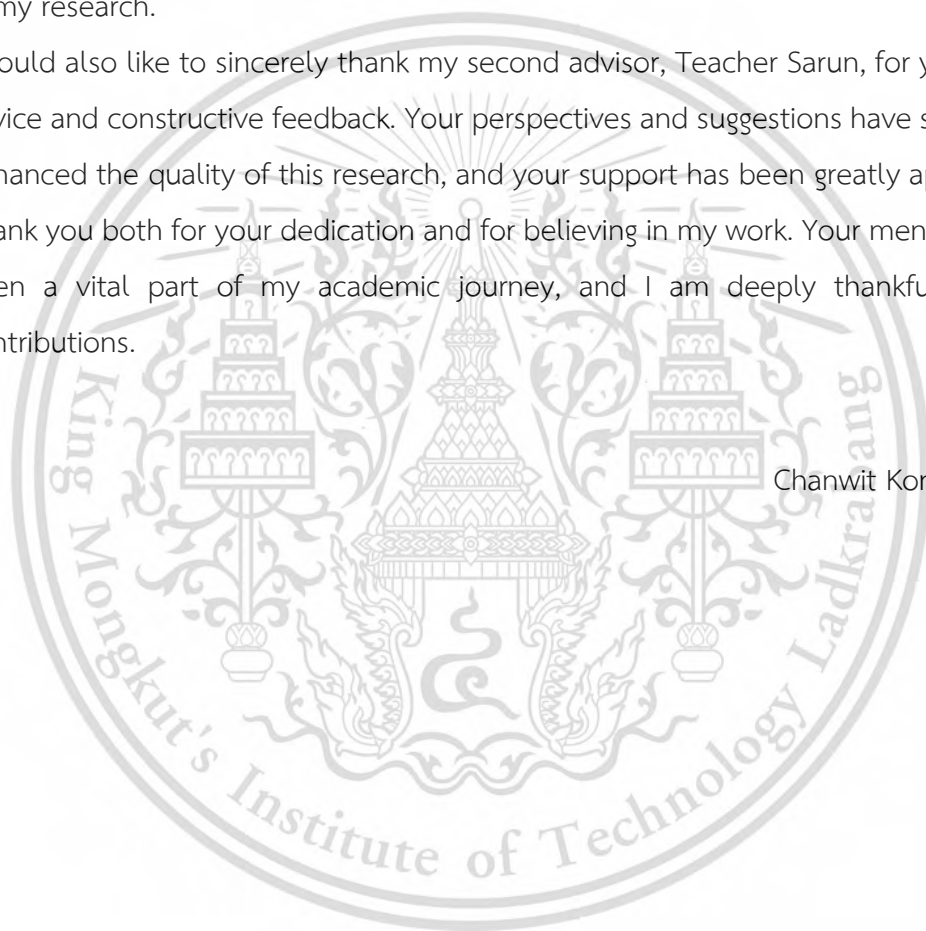 my research.
ould also like to sincerely thank my second advisor, Teacher Sarun, for y
vice and constructive feedback. Your perspectives and suggestions have s
hanced the quality of this research, and your support has been greatly ap
ank you both for your dedication and for believing in my work. Your men
en a vital part of my academic journey, and I am deeply thankfu
ntributions.
Chanwit Kor
King Mongkut's Institute of Technology Ladkrabang